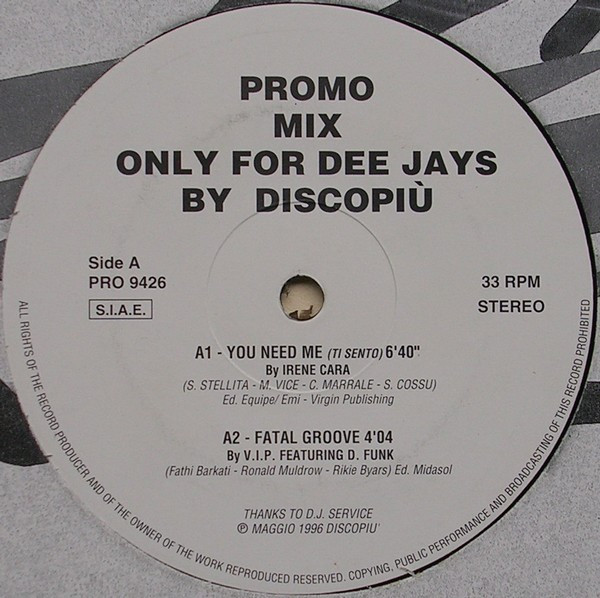 PROMO
MIX
ONLY FOR DEE JAYS
BY DISCOPIÙ
Side A
PRO 9426
S.I.A.E.
33 RPM
STEREO
A1 - YOU NEED ME (TI SENTO) 6'40"
By IRENE CARA
(S. STELLITA - M. VICE - C. MARRALE - S. COSSU)
Ed. Equipe/ Emi - Virgin Publishing
A2 - FATAL GROOVE 4'04
By V.I.P. FEATURING D. FUNK
(Fathi Barkati - Ronald Muldrow - Rikie Byars) Ed. Midasol
THANKS TO D.J. SERVICE
℗ MAGGIO 1996 DISCOPIU'
ALL RIGHTS OF THE RECORD PRODUCER AND OF THE OWNER OF THE WORK REPRODUCED RESERVED. COPYING, PUBLIC PERFORMANCE AND BROADCASTING OF THIS RECORD PROHIBITED